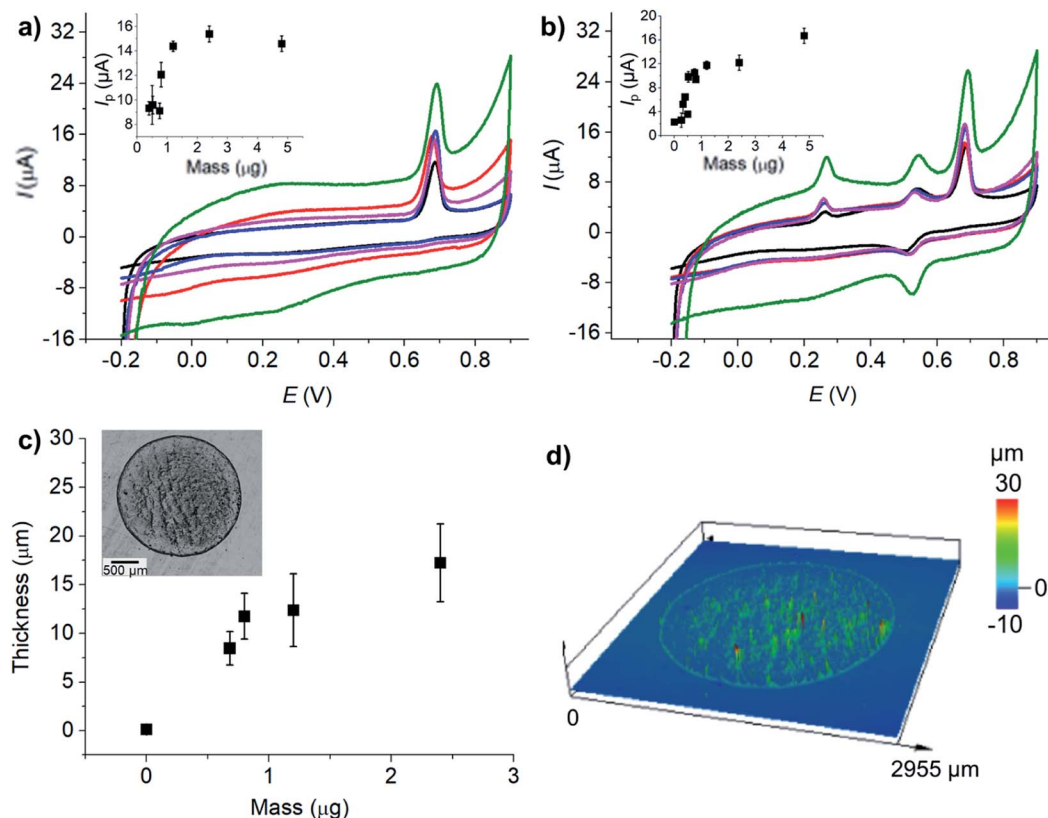 a)
32
24
16
8
0
-8
-16
I (μA)
-0.2 0.0 0.2 0.4 0.6 0.8
E (V)
16
14
12
10
8
Ip (μA)
0 1 2 3 4 5
Mass (μg)
b)
32
24
16
8
0
-8
-16
I (μA)
-0.2 0.0 0.2 0.4 0.6 0.8
E (V)
20
16
12
8
4
0
Ip (μA)
0 1 2 3 4 5
Mass (μg)
c)
30
25
20
15
10
5
0
Thickness (μm)
0 1 2 3
Mass (μg)
500 μm
d)
μm
30
0
-10
0
2955 μm